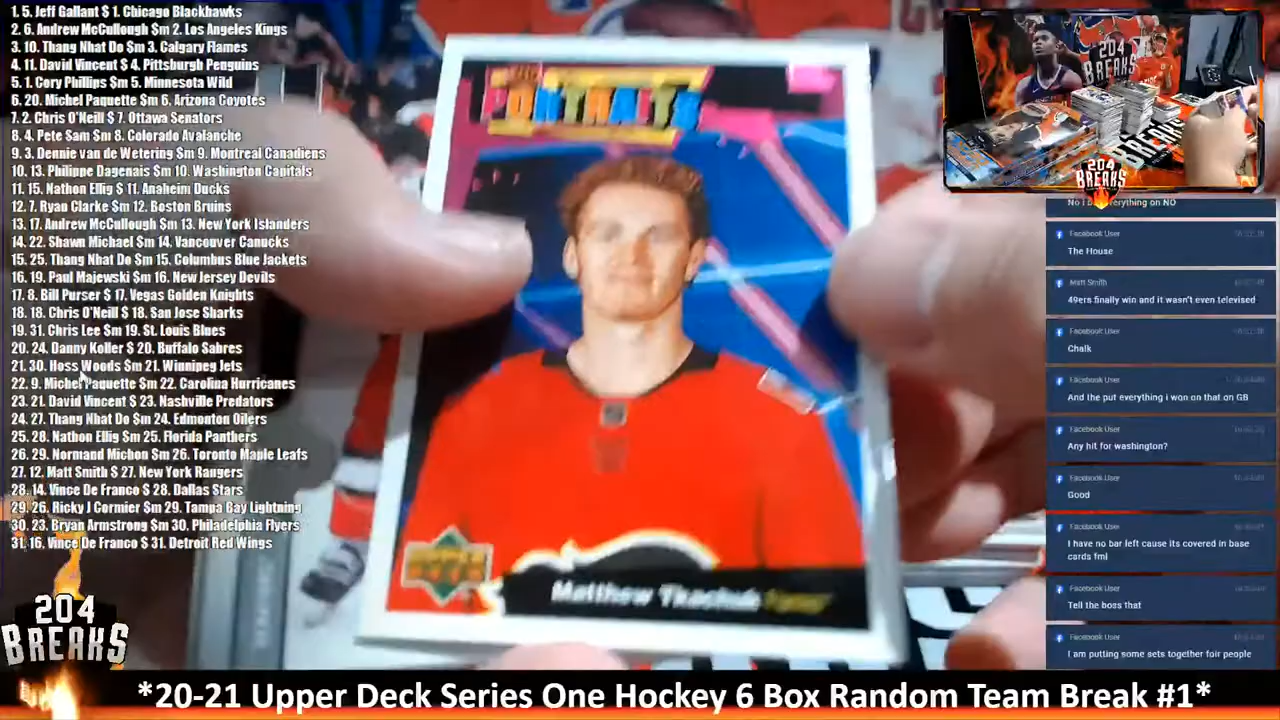 1. 5. Jeff Gallant $ 1. Chicago Blackhawks
2. 6. Andrew McCullough $m 2. Los Angeles Kings
3. 10. Thang Nhat Do $m 3. Calgary Flames
4. 11. David Vincent $ 4. Pittsburgh Penguins
5. 1. Cory Phillips $m 5. Minnesota Wild
6. 20. Michel Paquette $m 6. Arizona Coyotes
7. 2. Chris O'Neill $ 7. Ottawa Senators
8. 4. Pete Sam $m 8. Colorado Avalanche
9. 3. Dennie van de Wetering $m 9. Montreal Canadiens
10. 13. Philippe Dagenais $m 10. Washington Capitals
11. 15. Nathon Ellig $ 11. Anaheim Ducks
12. 7. Ryan Clarke $m 12. Boston Bruins
13. 17. Andrew McCullough $m 13. New York Islanders
14. 22. Shawn Michael $m 14. Vancouver Canucks
15. 25. Thang Nhat Do $m 15. Columbus Blue Jackets
16. 19. Paul Majewski $m 16. New Jersey Devils
17. 8. Bill Purser $ 17. Vegas Golden Knights
18. 18. Chris O'Neill $ 18. San Jose Sharks
19. 31. Chris Lee $m 19. St. Louis Blues
20. 24. Danny Koller $ 20. Buffalo Sabres
21. 30. Hoss Woods $m 21. Winnipeg Jets
22. 9. Michel Paquette $m 22. Carolina Hurricanes
23. 21. David Vincent $ 23. Nashville Predators
24. 27. Thang Nhat Do $m 24. Edmonton Oilers
25. 28. Nathon Ellig $m 25. Florida Panthers
26. 29. Normand Michon $m 26. Toronto Maple Leafs
27. 12. Matt Smith $ 27. New York Rangers
28. 14. Vince De Franco $ 28. Dallas Stars
29. 26. Ricky J Cormier $m 29. Tampa Bay Lightning
30. 23. Bryan Armstrong $m 30. Philadelphia Flyers
31. 16. Vince De Franco $ 31. Detroit Red Wings
204
BREAKS
PORTRAITS
UPPER
DECK
Matthew Tkachuk
204
BREAKS
204
BREAKS
everything on NO
Facebook User
The House
Matt Smith
49ers finally win and it wasn't even televised
Facebook User
Chalk
Facebook User
And the put everything i won on that on GB
Facebook User
Any hit for washington?
Facebook User
Good
Facebook User
I have no bar left cause its covered in base
cards fml
Facebook User
Tell the boss that
Facebook User
I am putting some sets together foir people
*20-21 Upper Deck Series One Hockey 6 Box Random Team Break #1*